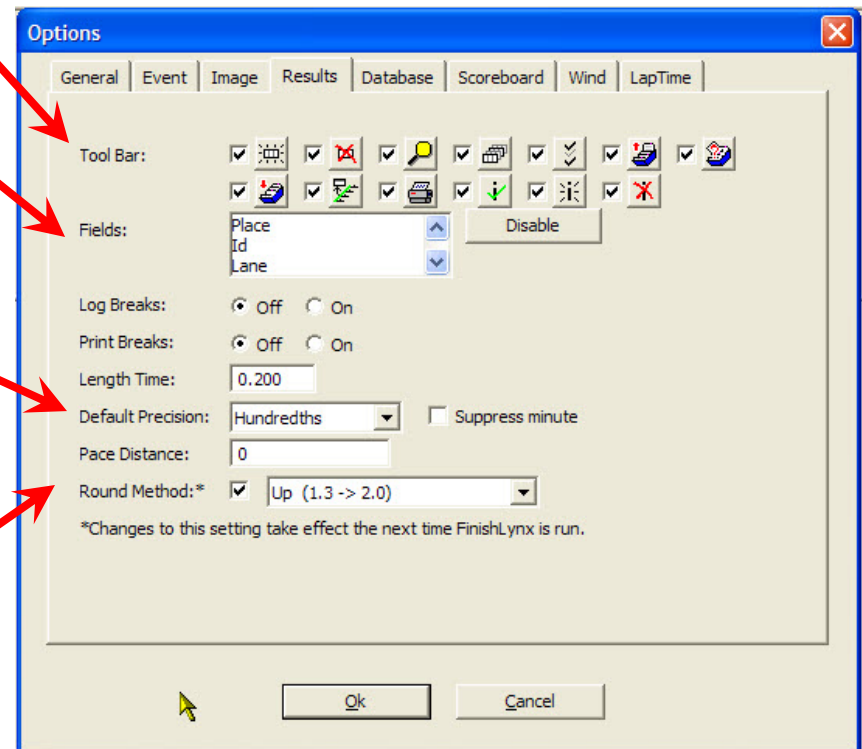 Options
General Event Image Results Database Scoreboard Wind LapTime
Tool Bar:
Fields: Place Disable
Id
Lane
Log Breaks: Off On
Print Breaks: Off On
Length Time: 0.200
Default Precision: Hundredths Suppress minute
Pace Distance: 0
Round Method:* Up (1.3 -> 2.0)
*Changes to this setting take effect the next time FinishLynx is run.
Ok Cancel